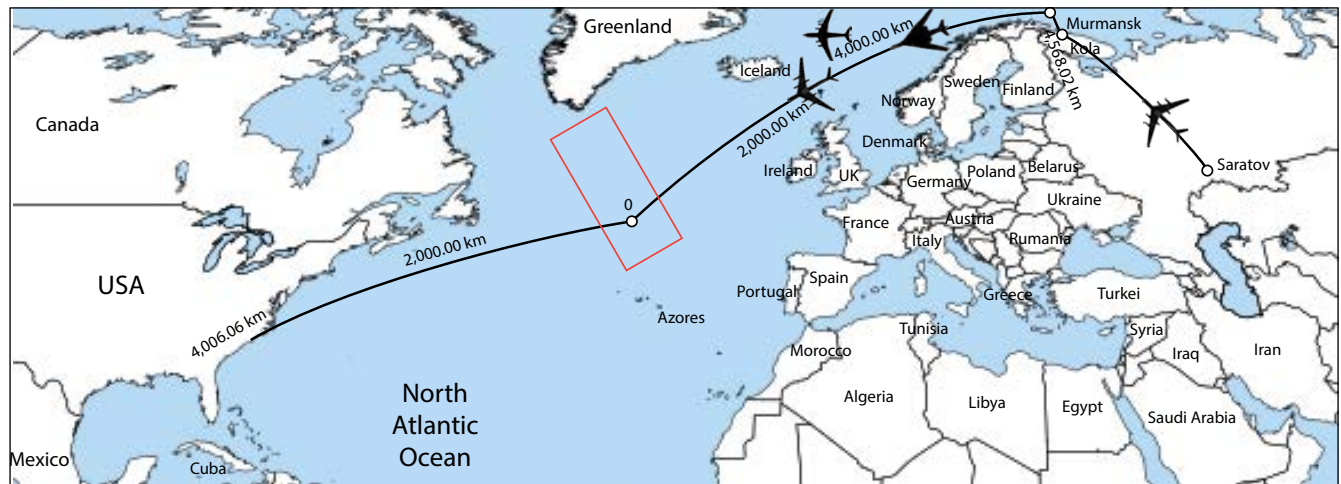 Greenland
Murmansk
Kola
4,000.00 km
4,568.02 km
Iceland
Sweden
Finland
Norway
2,000.00 km
Canada
Denmark
Ireland
UK
Belarus
Saratov
Germany
Poland
Ukraine
0
France
Austria
Italy
Rumania
2,000.00 km
USA
Spain
Portugal
Greece
Turkei
Azores
4,006.06 km
Tunisia
Syria
Morocco
Iraq
Iran
North
Atlantic
Ocean
Algeria
Libya
Egypt
Saudi Arabia
Mexico
Cuba